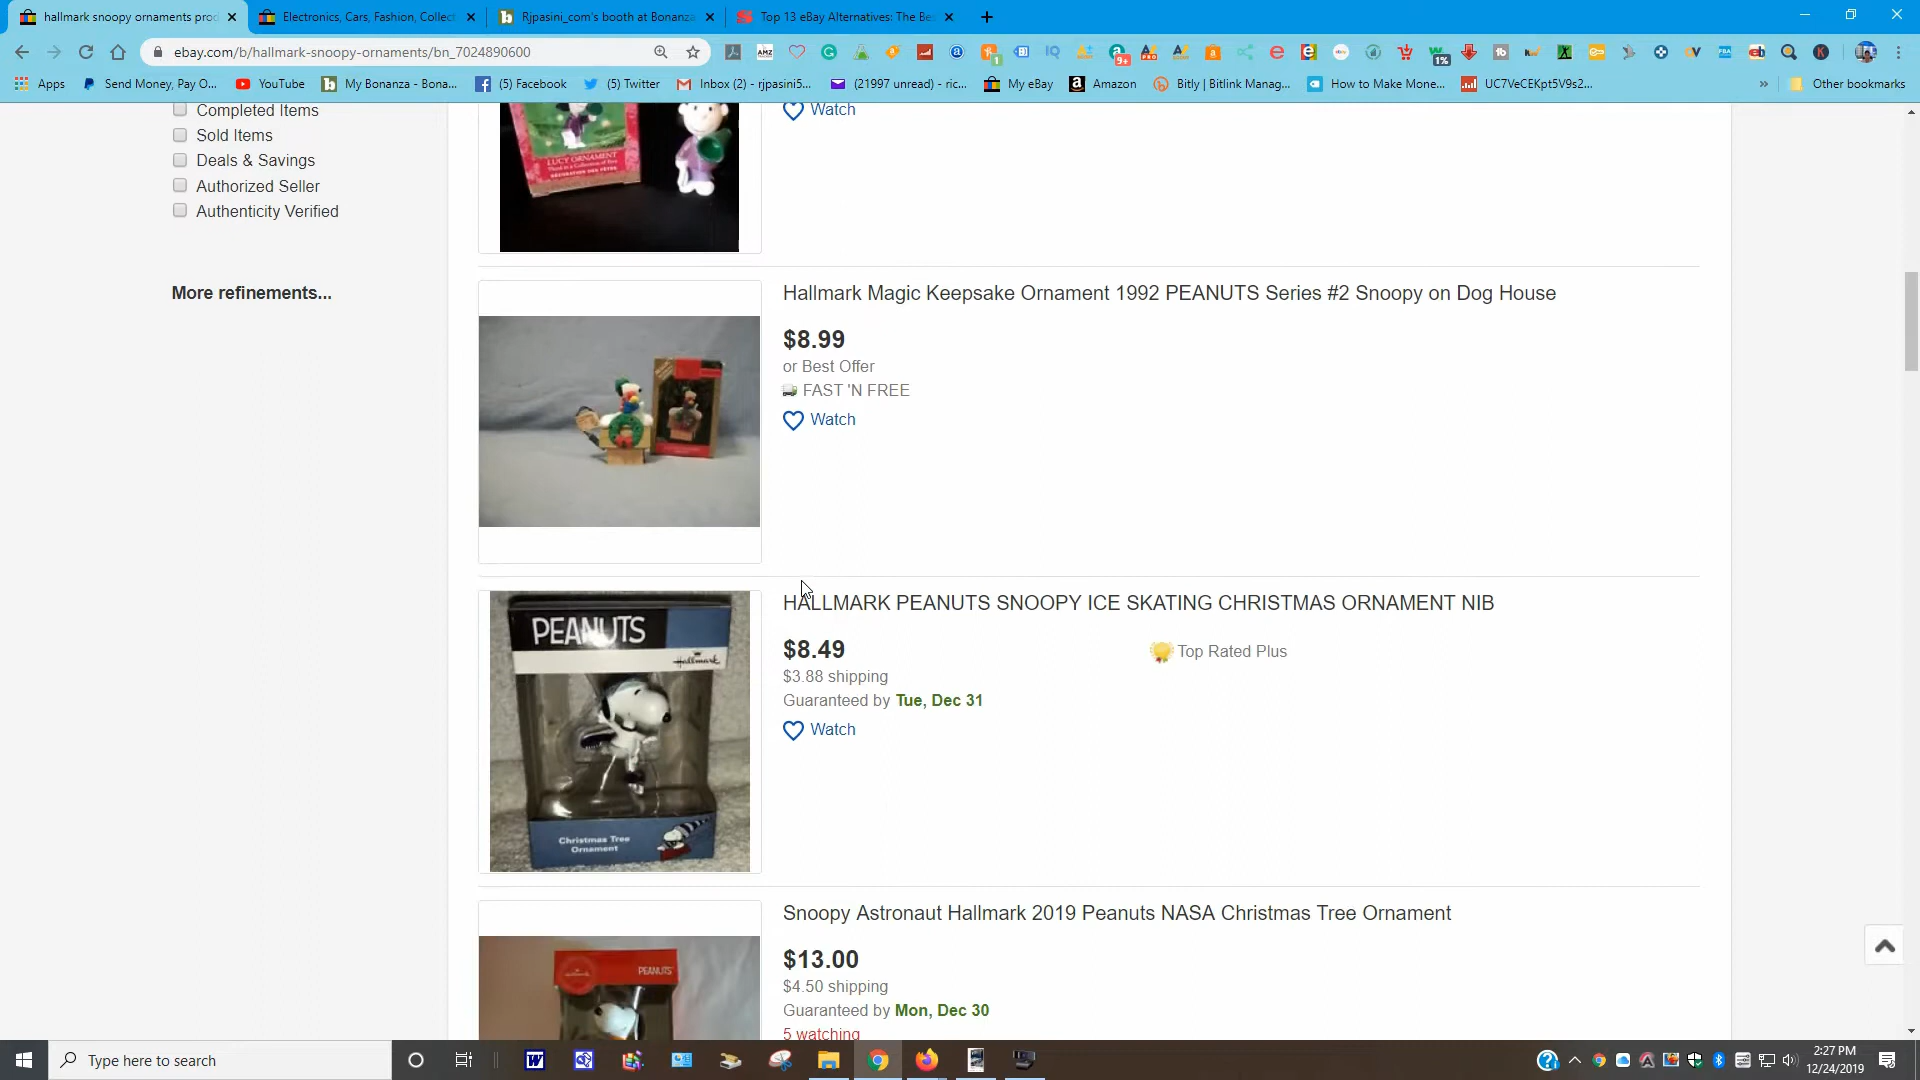 hallmark snoopy ornaments prod
Electronics, Cars, Fashion, Collect
Rjpasini_com's booth at Bonanza
Top 13 eBay Alternatives: The Be
ebay.com/b/hallmark-snoopy-ornaments/bn_7024890600
Apps
Send Money, Pay O...
YouTube
My Bonanza - Bona...
(5) Facebook
(5) Twitter
Inbox (2) - rjpasini5...
(21997 unread) - ric...
My eBay
Amazon
Bitly | Bitlink Manag...
How to Make Mone...
UC7VeCEKpt5V9s2...
Other bookmarks
Completed Items
Sold Items
Deals & Savings
Authorized Seller
Authenticity Verified
More refinements...
LUCY ORNAMENT
Watch
Hallmark Magic Keepsake Ornament 1992 PEANUTS Series #2 Snoopy on Dog House
$8.99
or Best Offer
FAST 'N FREE
Watch
PEANUTS
Hallmark
Christmas Tree
Ornament
HALLMARK PEANUTS SNOOPY ICE SKATING CHRISTMAS ORNAMENT NIB
$8.49
Top Rated Plus
$3.88 shipping
Guaranteed by Tue, Dec 31
Watch
PEANUTS
Snoopy Astronaut Hallmark 2019 Peanuts NASA Christmas Tree Ornament
$13.00
$4.50 shipping
Guaranteed by Mon, Dec 30
5 watching
Type here to search
2:27 PM
12/24/2019